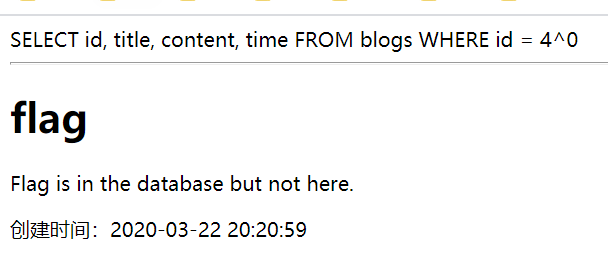 SELECT id, title, content, time FROM blogs WHERE id = 4^0
flag
Flag is in the database but not here.
创建时间：2020-03-22 20:20:59